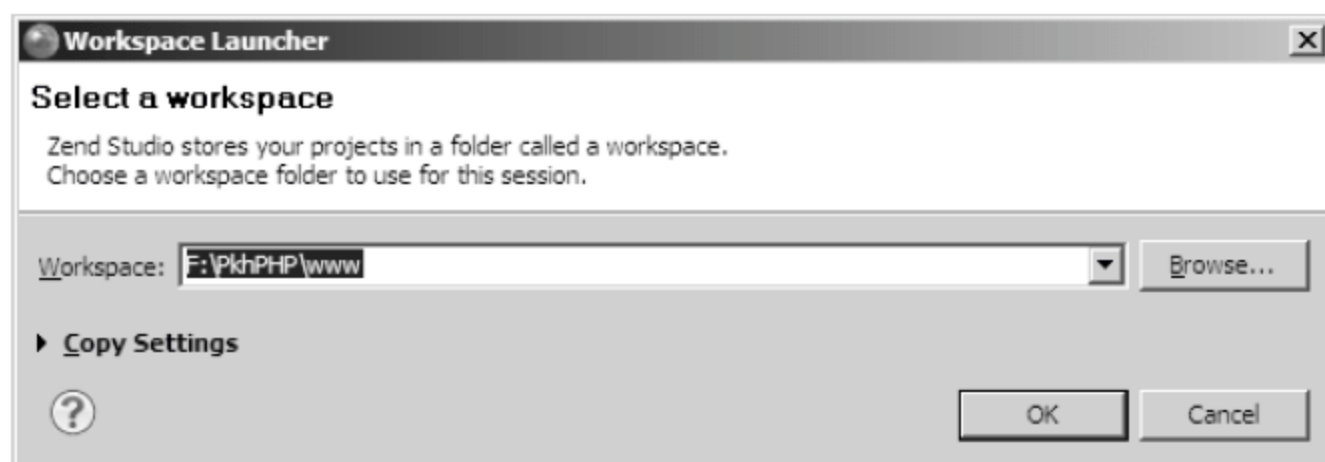 Workspace Launcher
Select a workspace
Zend Studio stores your projects in a folder called a workspace.
Choose a workspace folder to use for this session.
Workspace: F:\PkhPHP\www Browse...
Copy Settings
? OK Cancel